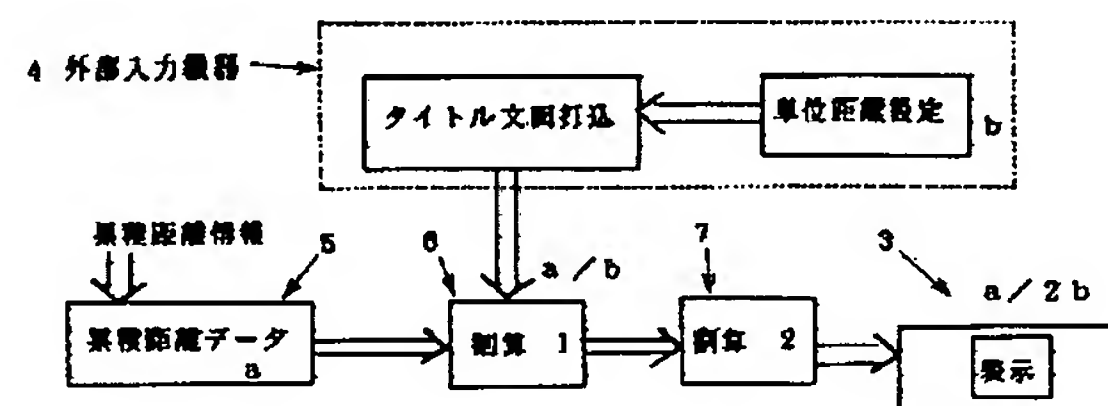 4 外部入力機器
タイトル文面打込
単位距離設定
b
累積距離情報
5
6
a / b
7
3
a / 2 b
累積距離データ
a
割算 1
割算 2
表示